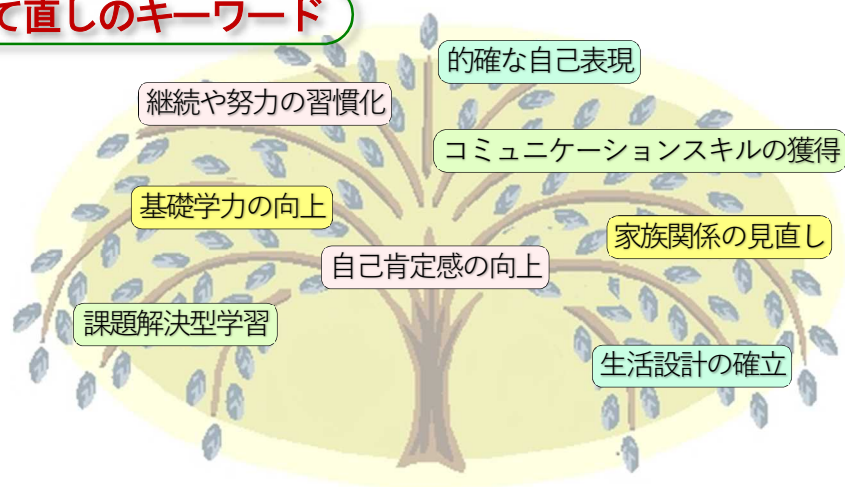 て直しのキーワード
的確な自己表現
継続や努力の習慣化
コミュニケーションスキルの獲得
基礎学力の向上
家族関係の見直し
自己肯定感の向上
課題解決型学習
生活設計の確立